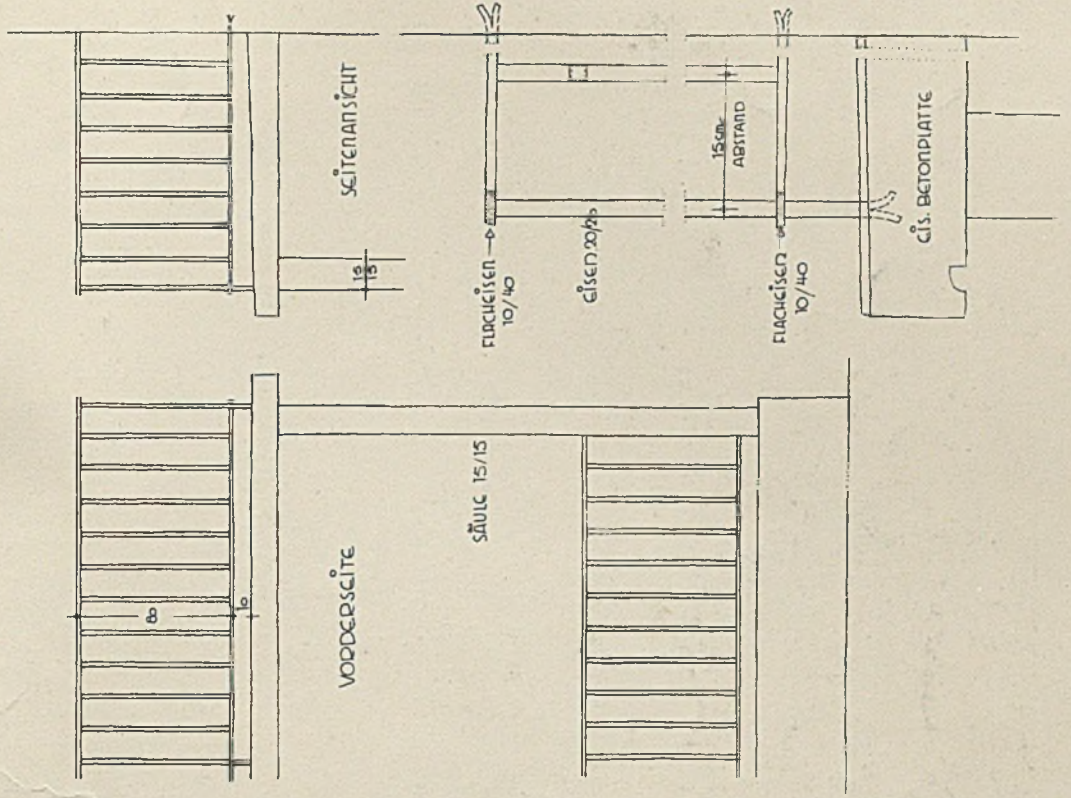 SEITENANSICHT
15
15
FLACHEISEN
10/40
EISEN 20/20
15cm
ABSTAND
FLACHEISEN
10/40
EIS. BETONPLATTE
80
10
VORDERSEITE
SÄULE 15/15